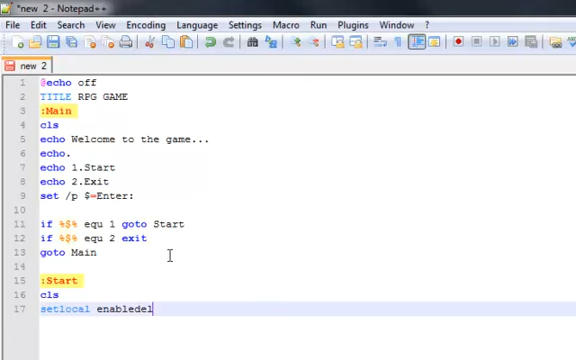 *new 2 - Notepad++
File Edit Search View Encoding Language Settings Macro Run Plugins Window ?
new 2
1 @echo off
2 TITLE RPG GAME
3 :Main
4 cls
5 echo Welcome to the game...
6 echo.
7 echo 1.Start
8 echo 2.Exit
9 set /p $=Enter:
10
11 if %$% equ 1 goto Start
12 if %$% equ 2 exit
13 goto Main
14
15 :Start
16 cls
17 setlocal enabledel